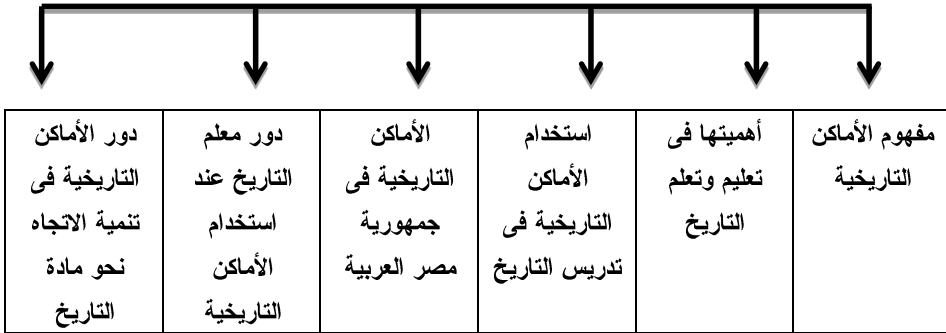 مفهوم الأماكن
التاريخية
أهميتها فى
تعليم وتعلم
التاريخ
استخدام
الأماكن
التاريخية فى
تدريس التاريخ
الأماكن
التاريخية فى
جمهورية
مصر العربية
دور معلم
التاريخ عند
استخدام
الأماكن
التاريخية
دور الأماكن
التاريخية فى
تنمية الاتجاه
نحو مادة
التاريخ